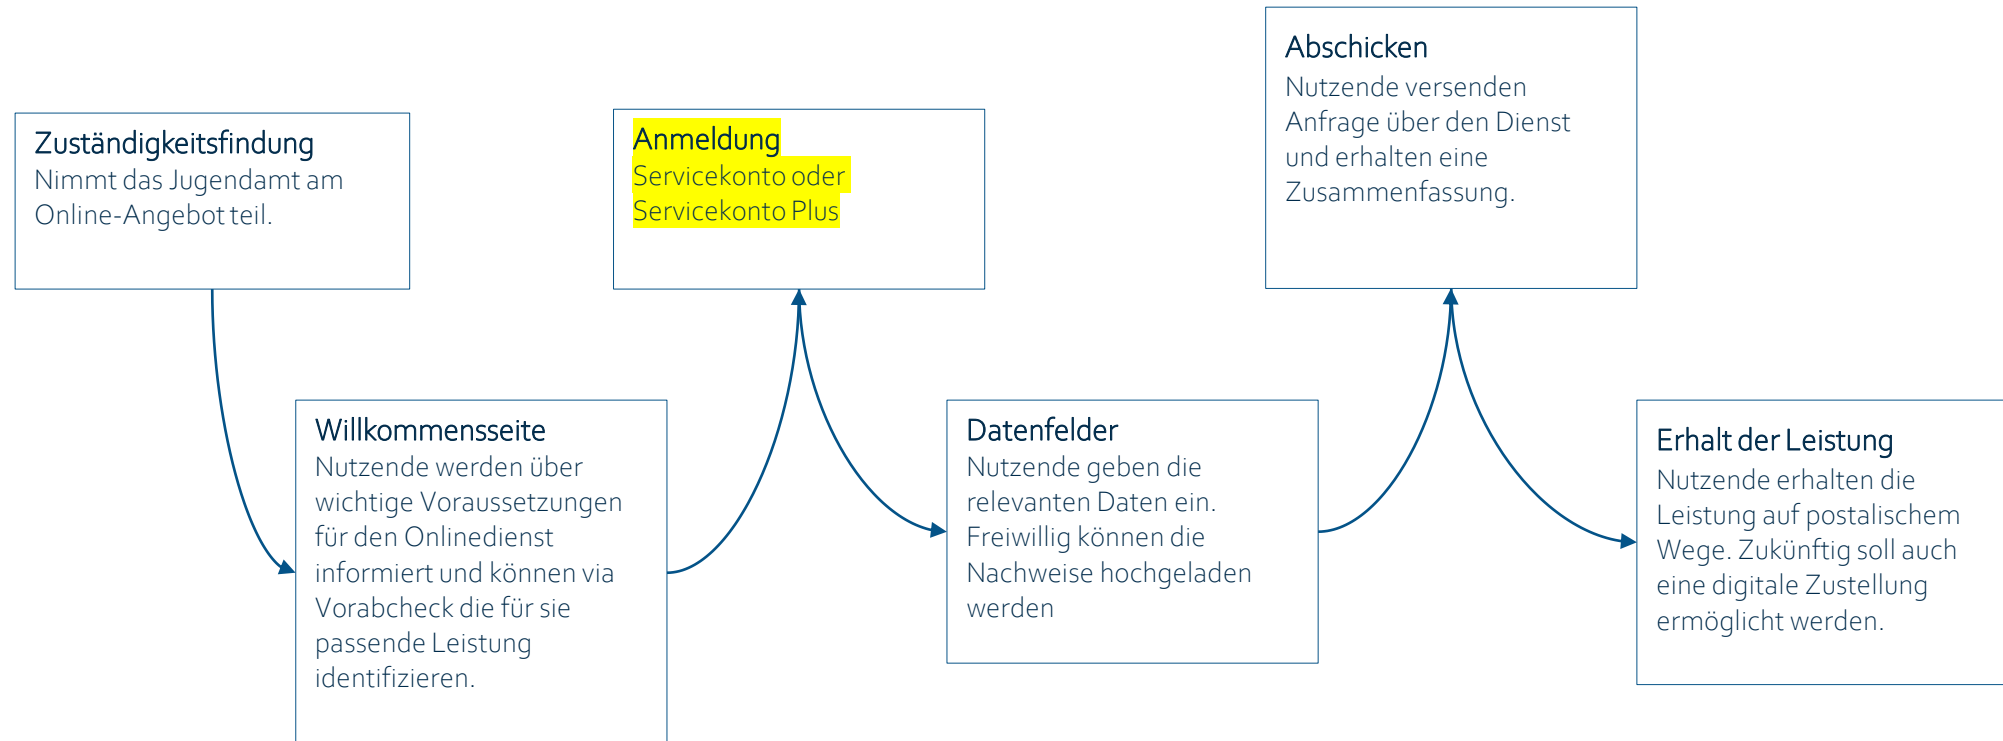 Zuständigkeitsfindung
Nimmt das Jugendamt am
Online-Angebot teil.
Willkommensseite
Nutzende werden über
wichtige Voraussetzungen
für den Onlinedienst
informiert und können via
Vorabcheck die für sie
passende Leistung
identifizieren.
Anmeldung
Servicekonto oder
Servicekonto Plus
Datenfelder
Nutzende geben die
relevanten Daten ein.
Freiwillig können die
Nachweise hochgeladen
werden
Abschicken
Nutzende versenden
Anfrage über den Dienst
und erhalten eine
Zusammenfassung.
Erhalt der Leistung
Nutzende erhalten die
Leistung auf postalischem
Wege. Zukünftig soll auch
eine digitale Zustellung
ermöglicht werden.